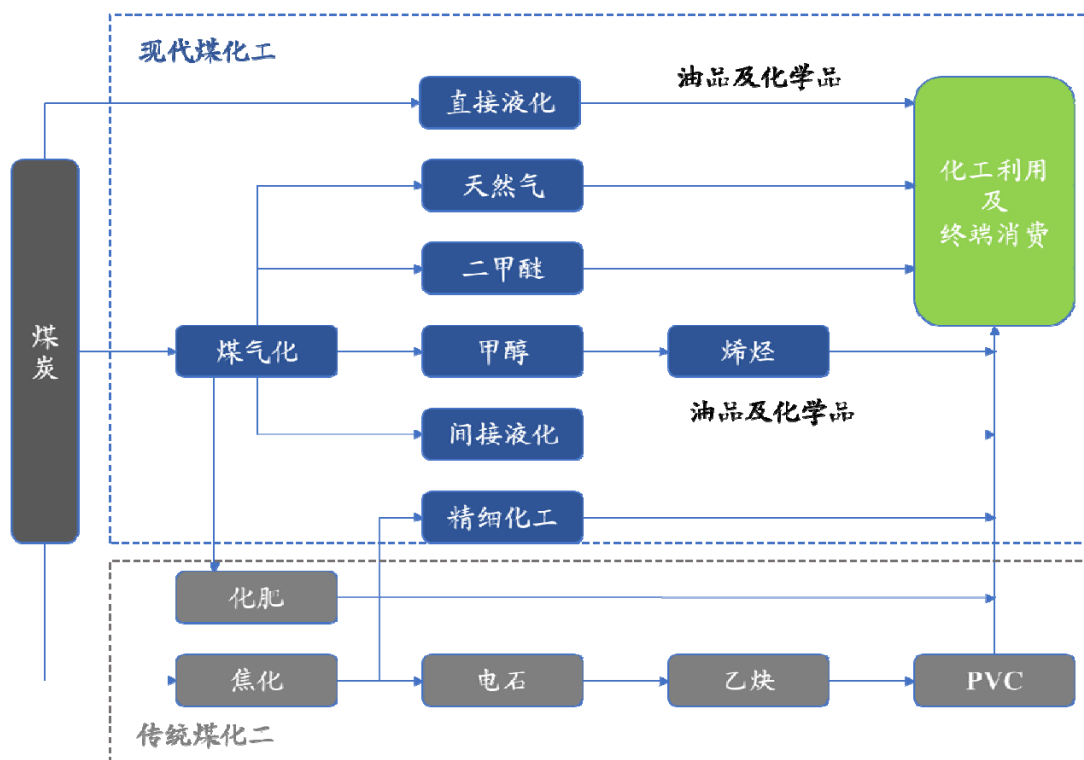 现代煤化工
直接液化
油品及化学品
天然气
化工利用
及
终端消费
二甲醚
煤
炭
煤气化
甲醇
烯烃
油品及化学品
间接液化
精细化工
化肥
焦化
电石
乙炔
PVC
传统煤化二